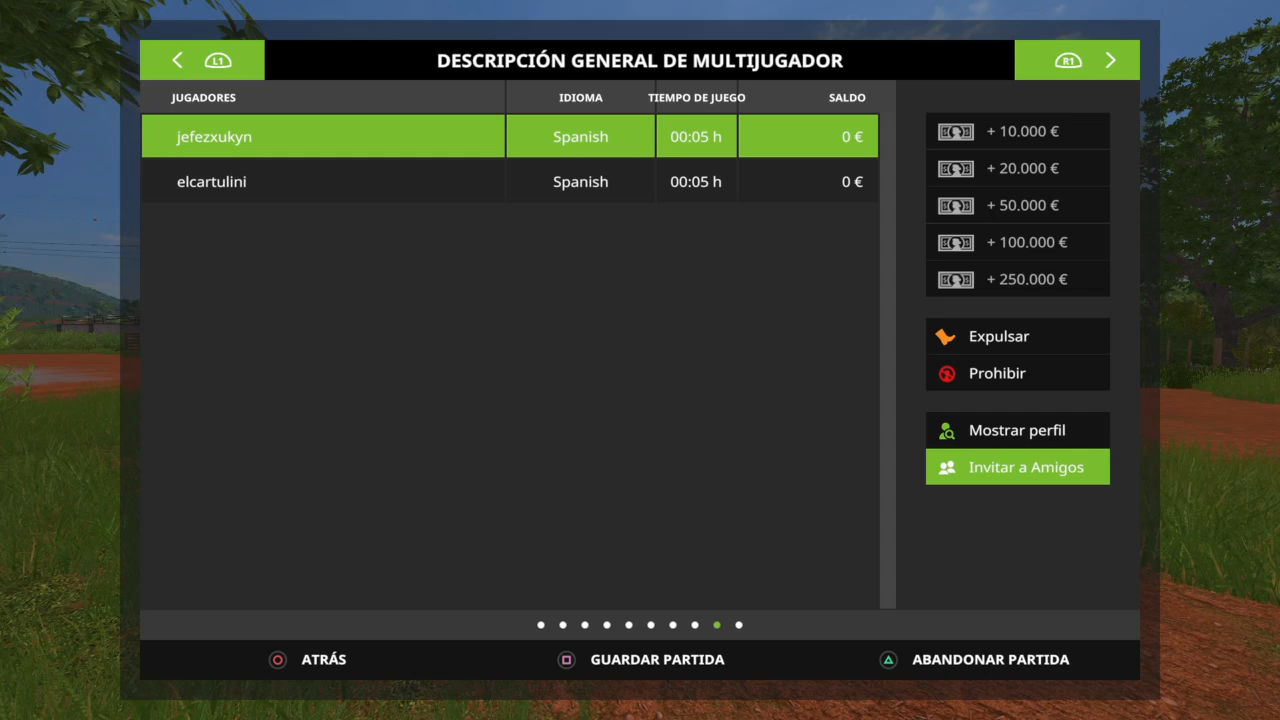 L1
DESCRIPCIÓN GENERAL DE MULTIJUGADOR
R1
JUGADORES IDIOMA TIEMPO DE JUEGO SALDO
jefezxukyn Spanish 00:05 h 0 €
elcartulini Spanish 00:05 h 0 €
+ 10.000 €
+ 20.000 €
+ 50.000 €
+ 100.000 €
+ 250.000 €
Expulsar
Prohibir
Mostrar perfil
Invitar a Amigos
ATRÁS GUARDAR PARTIDA ABANDONAR PARTIDA